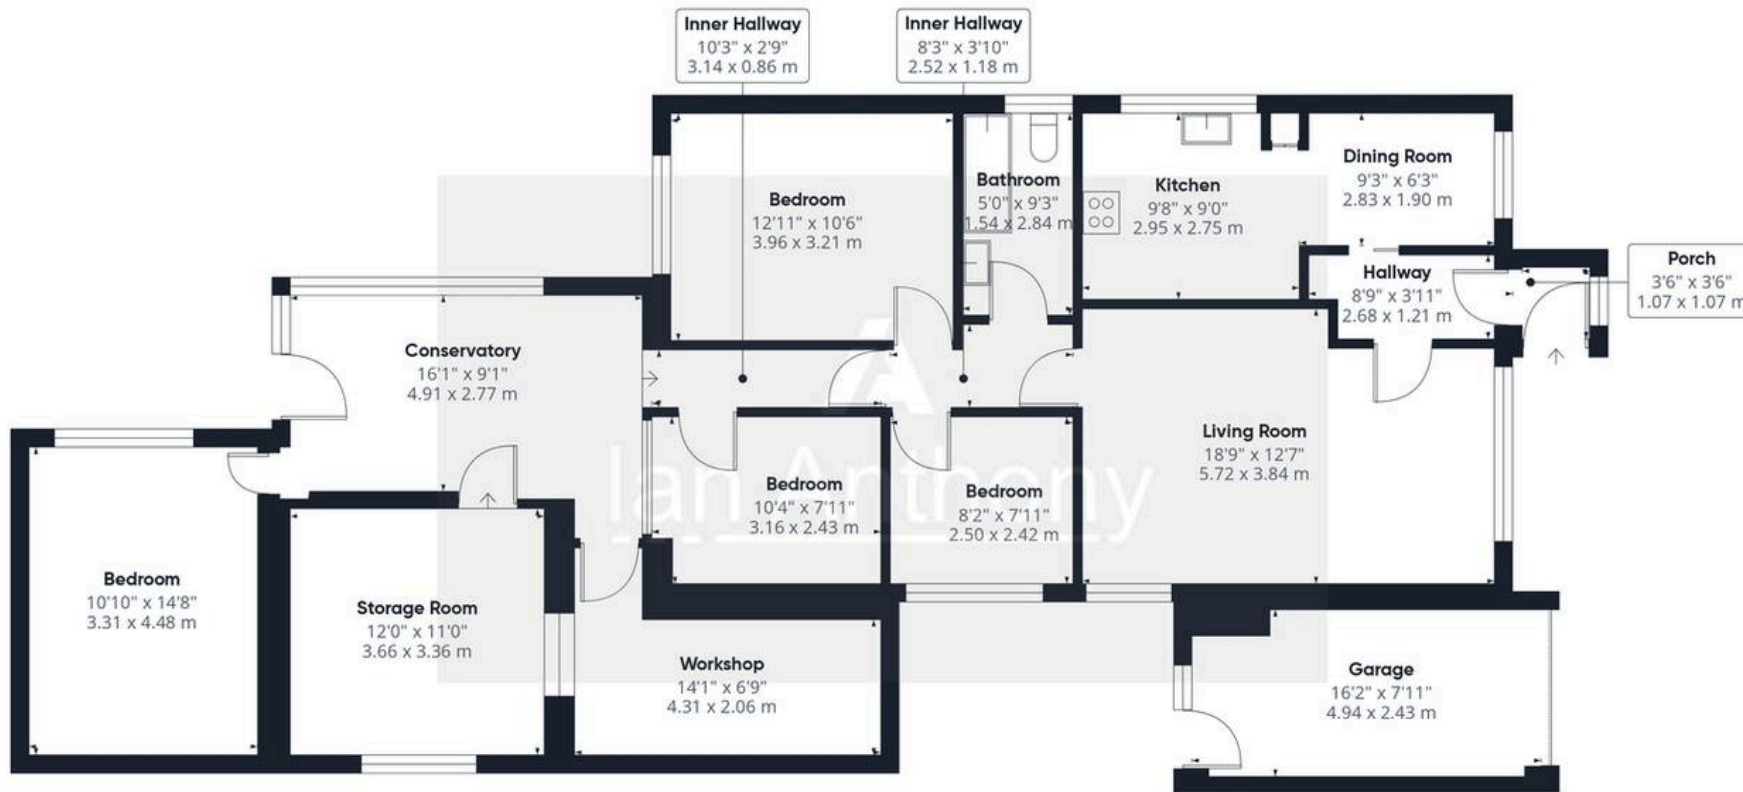 Inner Hallway
10'3" x 2'9"
3.14 x 0.86 m
Inner Hallway
8'3" x 3'10"
2.52 x 1.18 m
Bedroom
12'11" x 10'6"
3.96 x 3.21 m
Bathroom
5'0" x 9'3"
1.54 x 2.84 m
Kitchen
9'8" x 9'0"
2.95 x 2.75 m
Dining Room
9'3" x 6'3"
2.83 x 1.90 m
Hallway
8'9" x 3'11"
2.68 x 1.21 m
Porch
3'6" x 3'6"
1.07 x 1.07 m
Conservatory
16'1" x 9'1"
4.91 x 2.77 m
Living Room
18'9" x 12'7"
5.72 x 3.84 m
Bedroom
10'4" x 7'11"
3.16 x 2.43 m
Bedroom
8'2" x 7'11"
2.50 x 2.42 m
Ian Anthony
Bedroom
10'10" x 14'8"
3.31 x 4.48 m
Storage Room
12'0" x 11'0"
3.66 x 3.36 m
Workshop
14'1" x 6'9"
4.31 x 2.06 m
Garage
16'2" x 7'11"
4.94 x 2.43 m